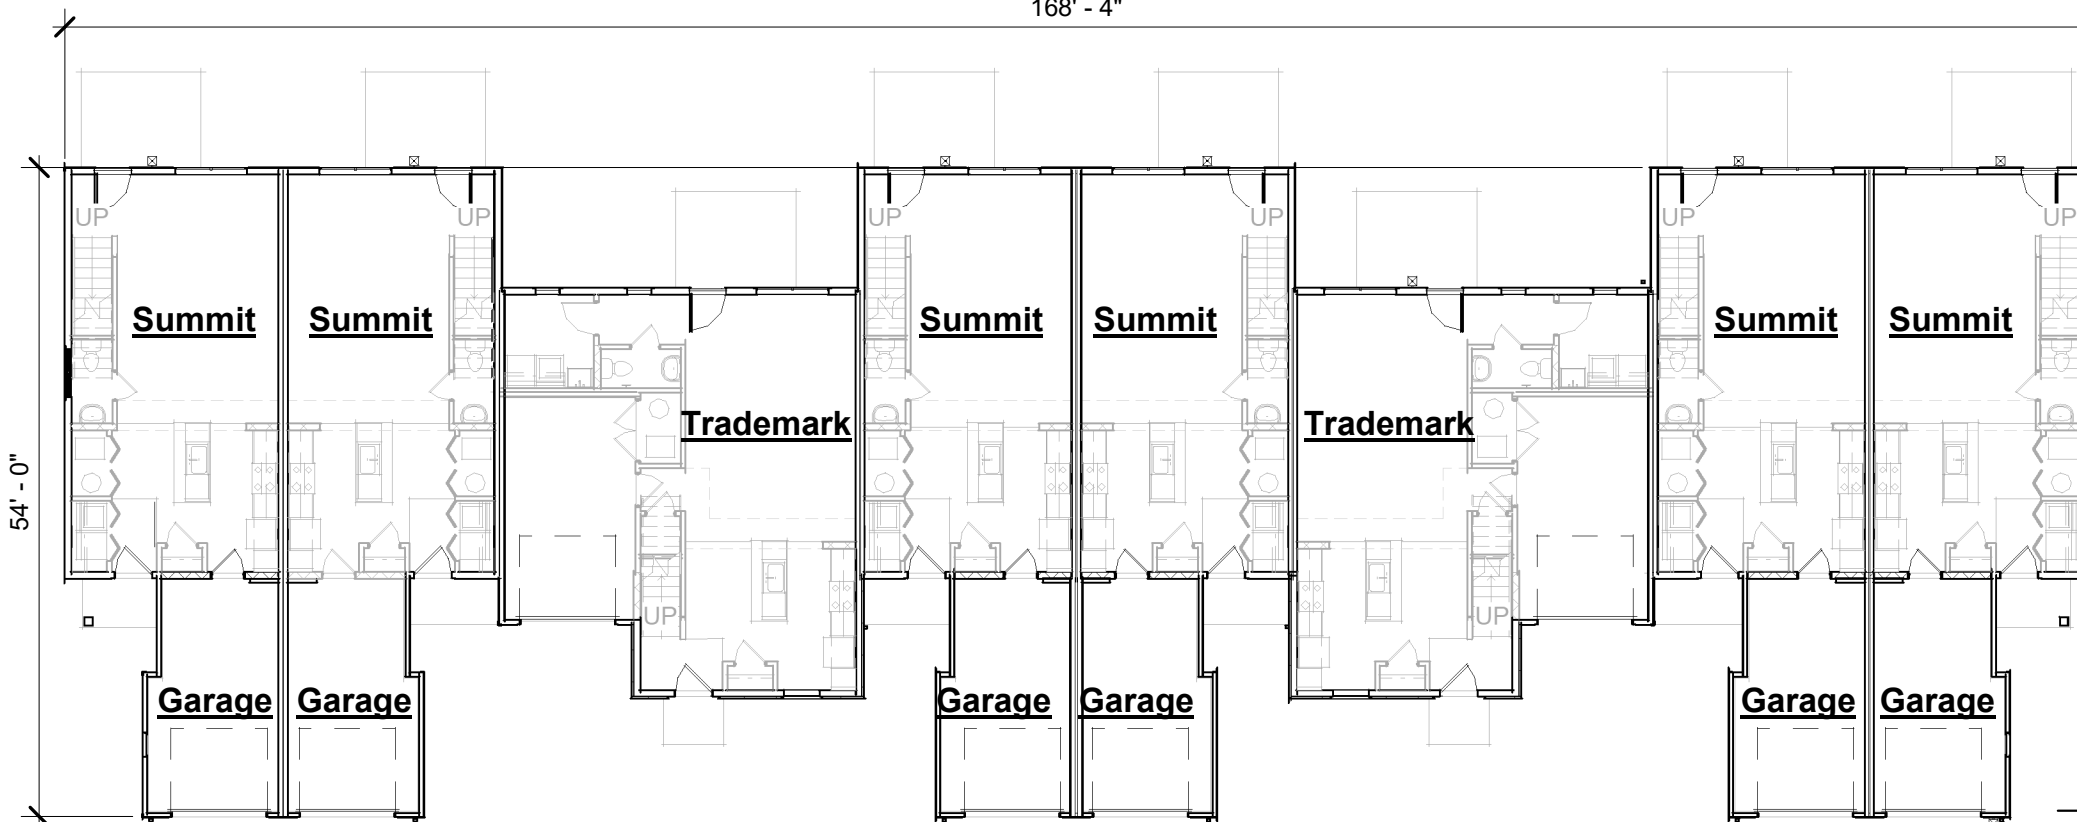 168' - 4"
UP UP UP UP UP UP
Summit Summit Summit Summit Summit Summit
Trademark Trademark
54' - 0"
UP UP
Garage Garage Garage Garage Garage Garage